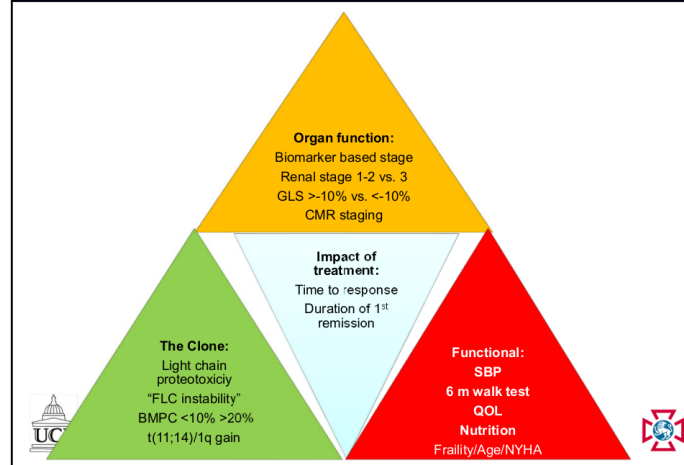 Organ function:
Biomarker based stage
Renal stage 1-2 vs. 3
GLS >-10% vs. <-10%
CMR staging
Impact of
treatment:
Time to response
Duration of 1st
remission
The Clone:
Light chain
proteotoxiciy
“FLC instability”
BMPC <10% >20%
t(11;14)/1q gain
Functional:
SBP
6 m walk test
QOL
Nutrition
Fraility/Age/NYHA